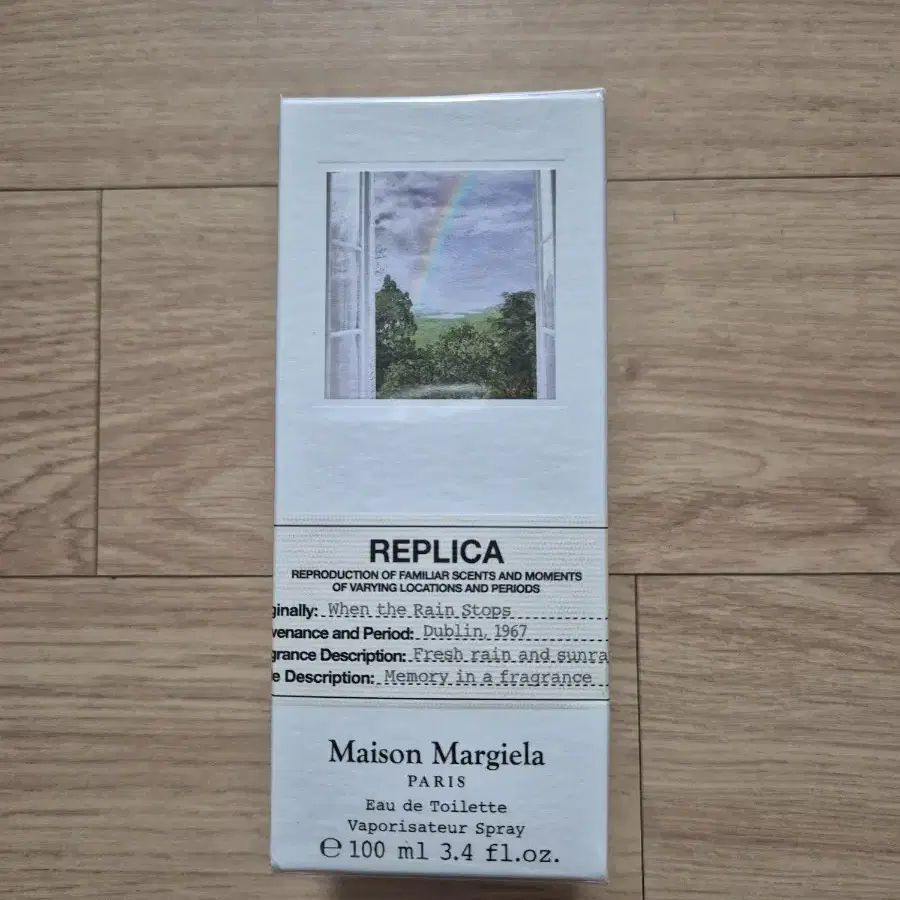 REPLICA
REPRODUCTION OF FAMILIAR SCENTS AND MOMENTS
OF VARYING LOCATIONS AND PERIODS
ginally: When the Rain Stops
venance and Period: Dublin, 1967
grance Description: Fresh rain and sunra
e Description: Memory in a fragrance
Maison Margiela
PARIS
Eau de Toilette
Vaporisateur Spray
℮ 100 ml 3.4 fl.oz.